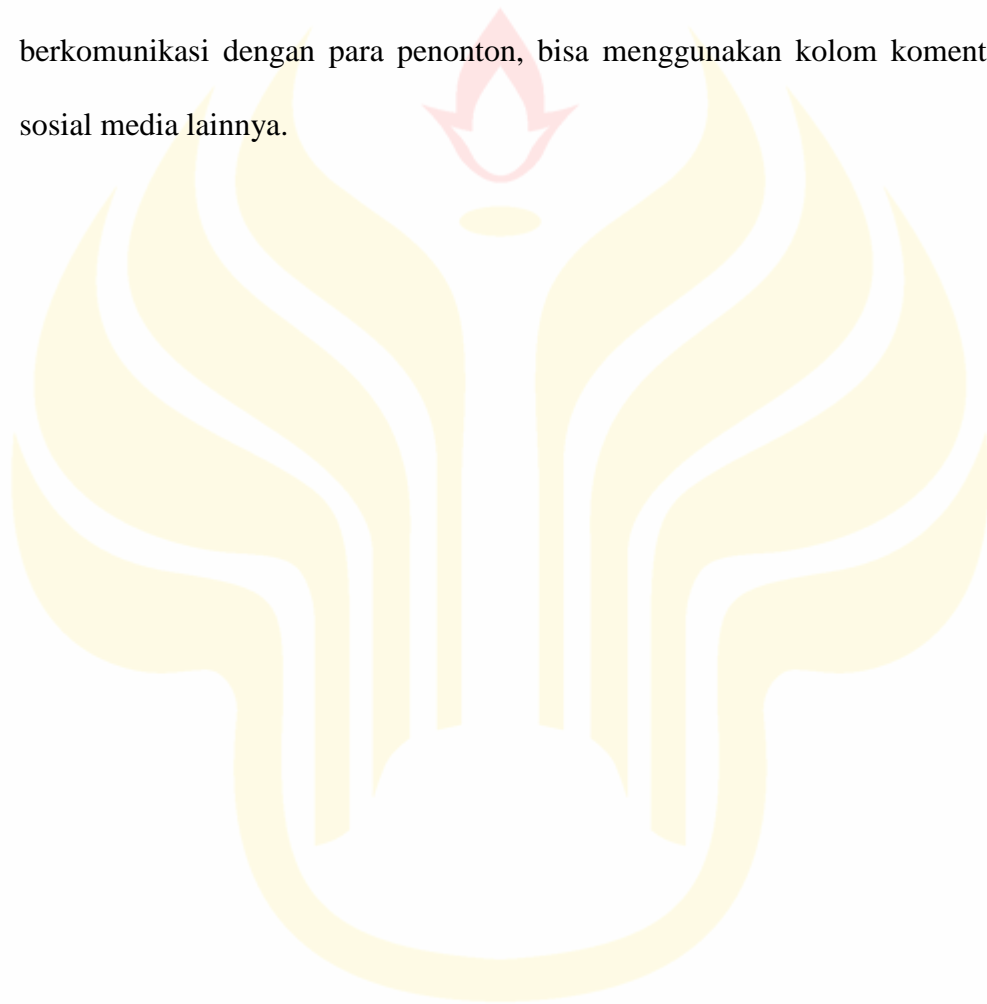 berkomunikasi dengan para penonton, bisa menggunakan kolom koment
sosial media lainnya.